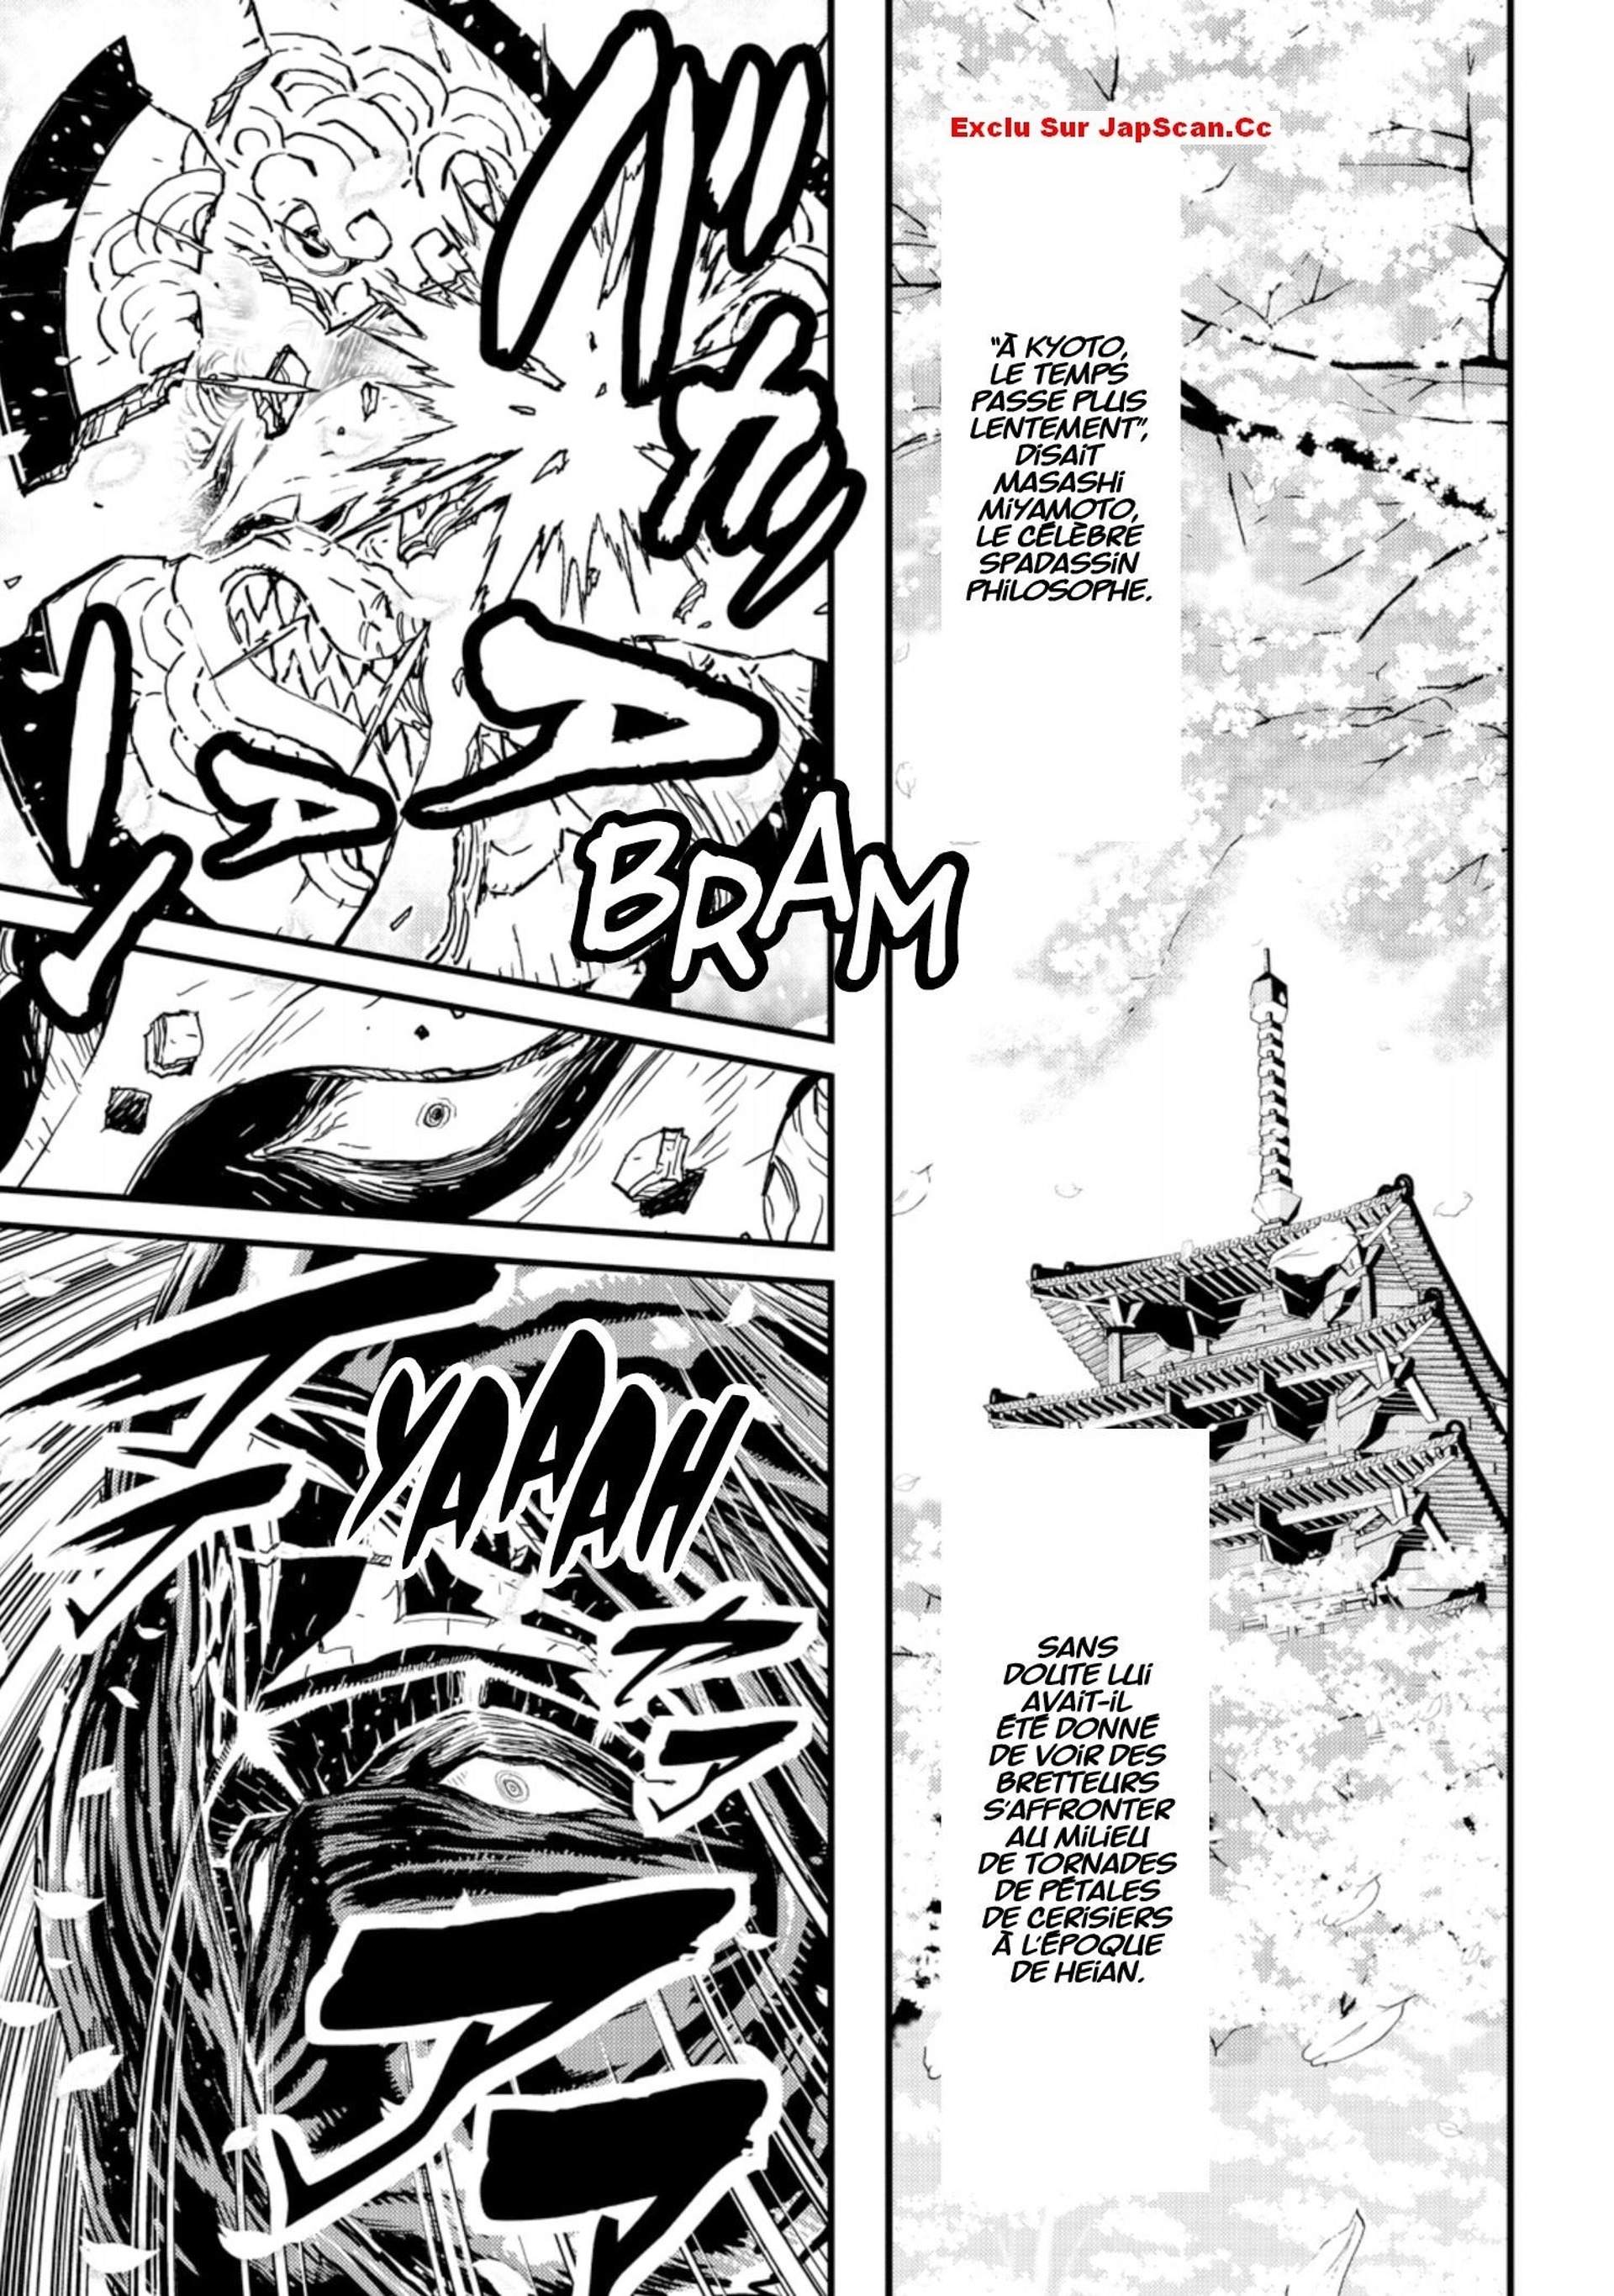 Exclu Sur JapScan.Cc
"À KYOTO,
LE TEMPS
PASSE PLUS
LENTEMENT",
DISAIT
MASASHI
MIYAMOTO,
LE CÉLÈBRE
SPADASSIN
PHILOSOPHE.
SANS
DOUTE LUI
AVAIT-IL
ÉTÉ DONNÉ
DE VOIR DES
BRETTEURS
S'AFFRONTER
AU MILIEU
DE TORNADES
DE PÉTALES
DE CERISIERS
À L'ÉPOQUE
DE HEIAN.
BRAM
YAAAAH